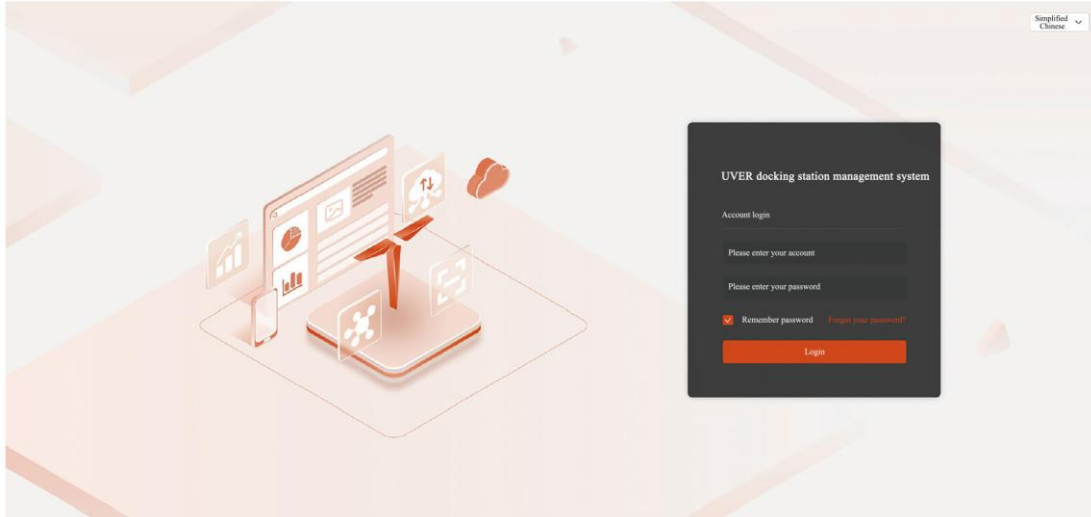 Simplified
Chinese
UVER docking station management system
Account login
Please enter your account
Please enter your password
Remember password Forgot your password?
Login